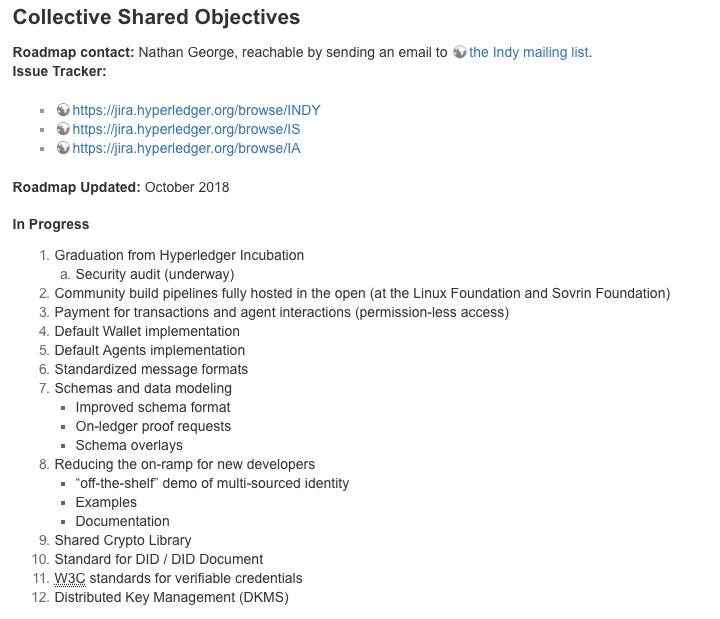 Collective Shared Objectives
Roadmap contact: Nathan George, reachable by sending an email to the Indy mailing list.
Issue Tracker:
https://jira.hyperledger.org/browse/INDY
https://jira.hyperledger.org/browse/IS
https://jira.hyperledger.org/browse/IA
Roadmap Updated: October 2018
In Progress
1. Graduation from Hyperledger Incubation
a. Security audit (underway)
2. Community build pipelines fully hosted in the open (at the Linux Foundation and Sovrin Foundation)
3. Payment for transactions and agent interactions (permission-less access)
4. Default Wallet implementation
5. Default Agents implementation
6. Standardized message formats
7. Schemas and data modeling
Improved schema format
On-ledger proof requests
Schema overlays
8. Reducing the on-ramp for new developers
“off-the-shelf” demo of multi-sourced identity
Examples
Documentation
9. Shared Crypto Library
10. Standard for DID / DID Document
11. W3C standards for verifiable credentials
12. Distributed Key Management (DKMS)